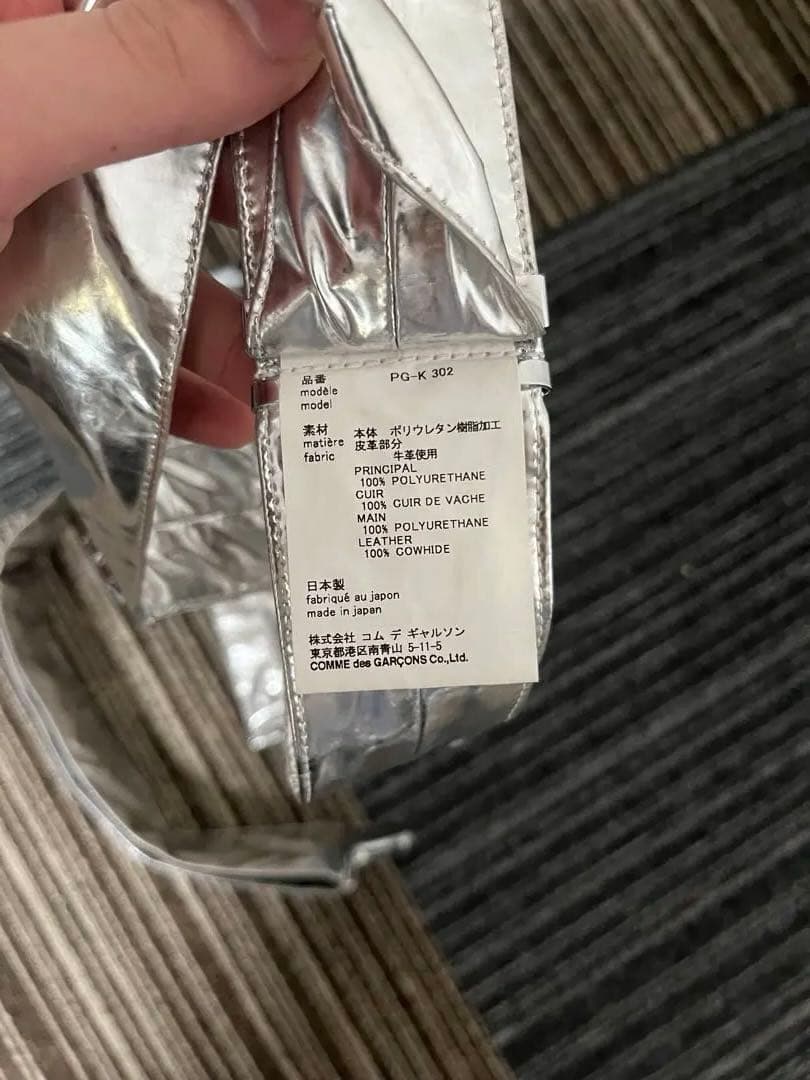 品番 PG-K 302
modèle
model
素材 本体 ポリウレタン樹脂加工
matière 皮革部分
fabric 牛革使用
PRINCIPAL
100% POLYURETHANE
CUIR
100% CUIR DE VACHE
MAIN
100% POLYURETHANE
LEATHER
100% COWHIDE
日本製
fabriqué au japon
made in japan
株式会社 コム デ ギャルソン
東京都港区南青山 5-11-5
COMME des GARÇONS Co.,Ltd.